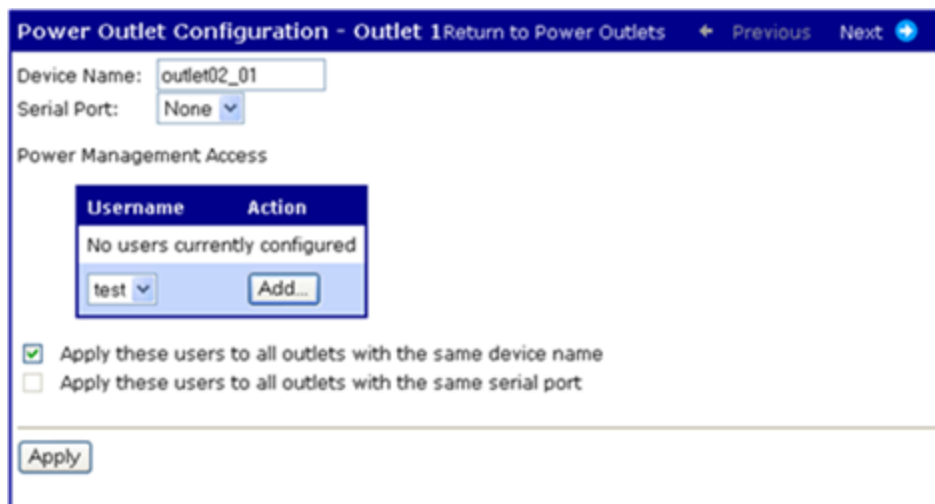 Power Outlet Configuration - Outlet 1Return to Power Outlets Previous Next
Device Name: outlet02_01
Serial Port: None
Power Management Access
Username Action
No users currently configured
test Add...
Apply these users to all outlets with the same device name
Apply these users to all outlets with the same serial port
Apply